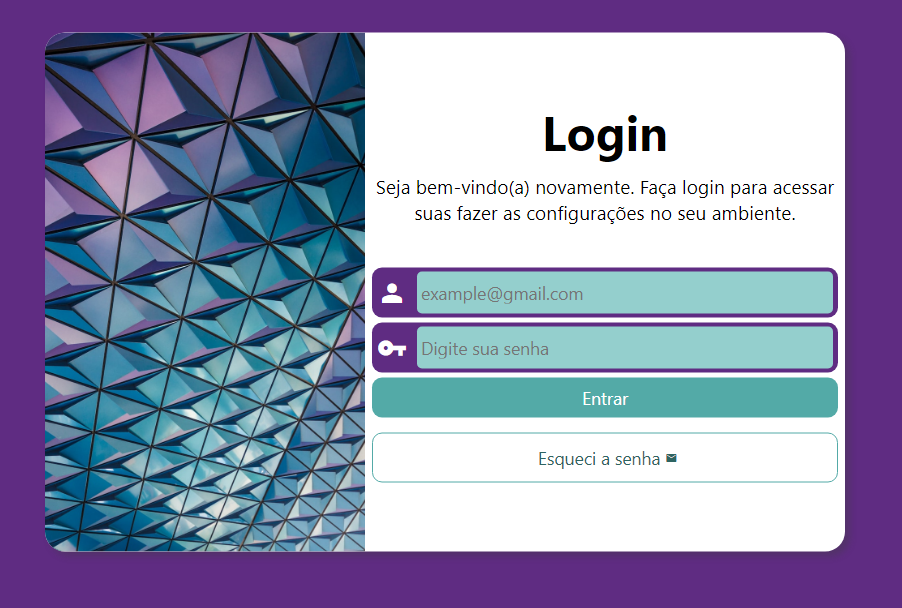 Login
Seja bem-vindo(a) novamente. Faça login para acessar
suas fazer as configurações no seu ambiente.
example@gmail.com
Digite sua senha
Entrar
Esqueci a senha